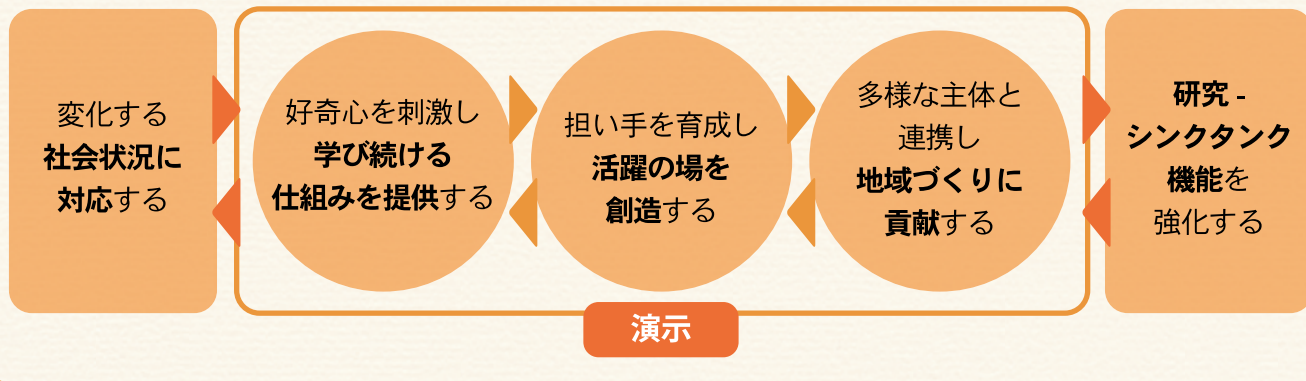 変化する
社会状況に
対応する
好奇心を刺激し
学び続ける
仕組みを提供する
担い手を育成し
活躍の場を
創造する
多様な主体と
連携し
地域づくりに
貢献する
研究 -
シンクタンク
機能を
強化する
演示